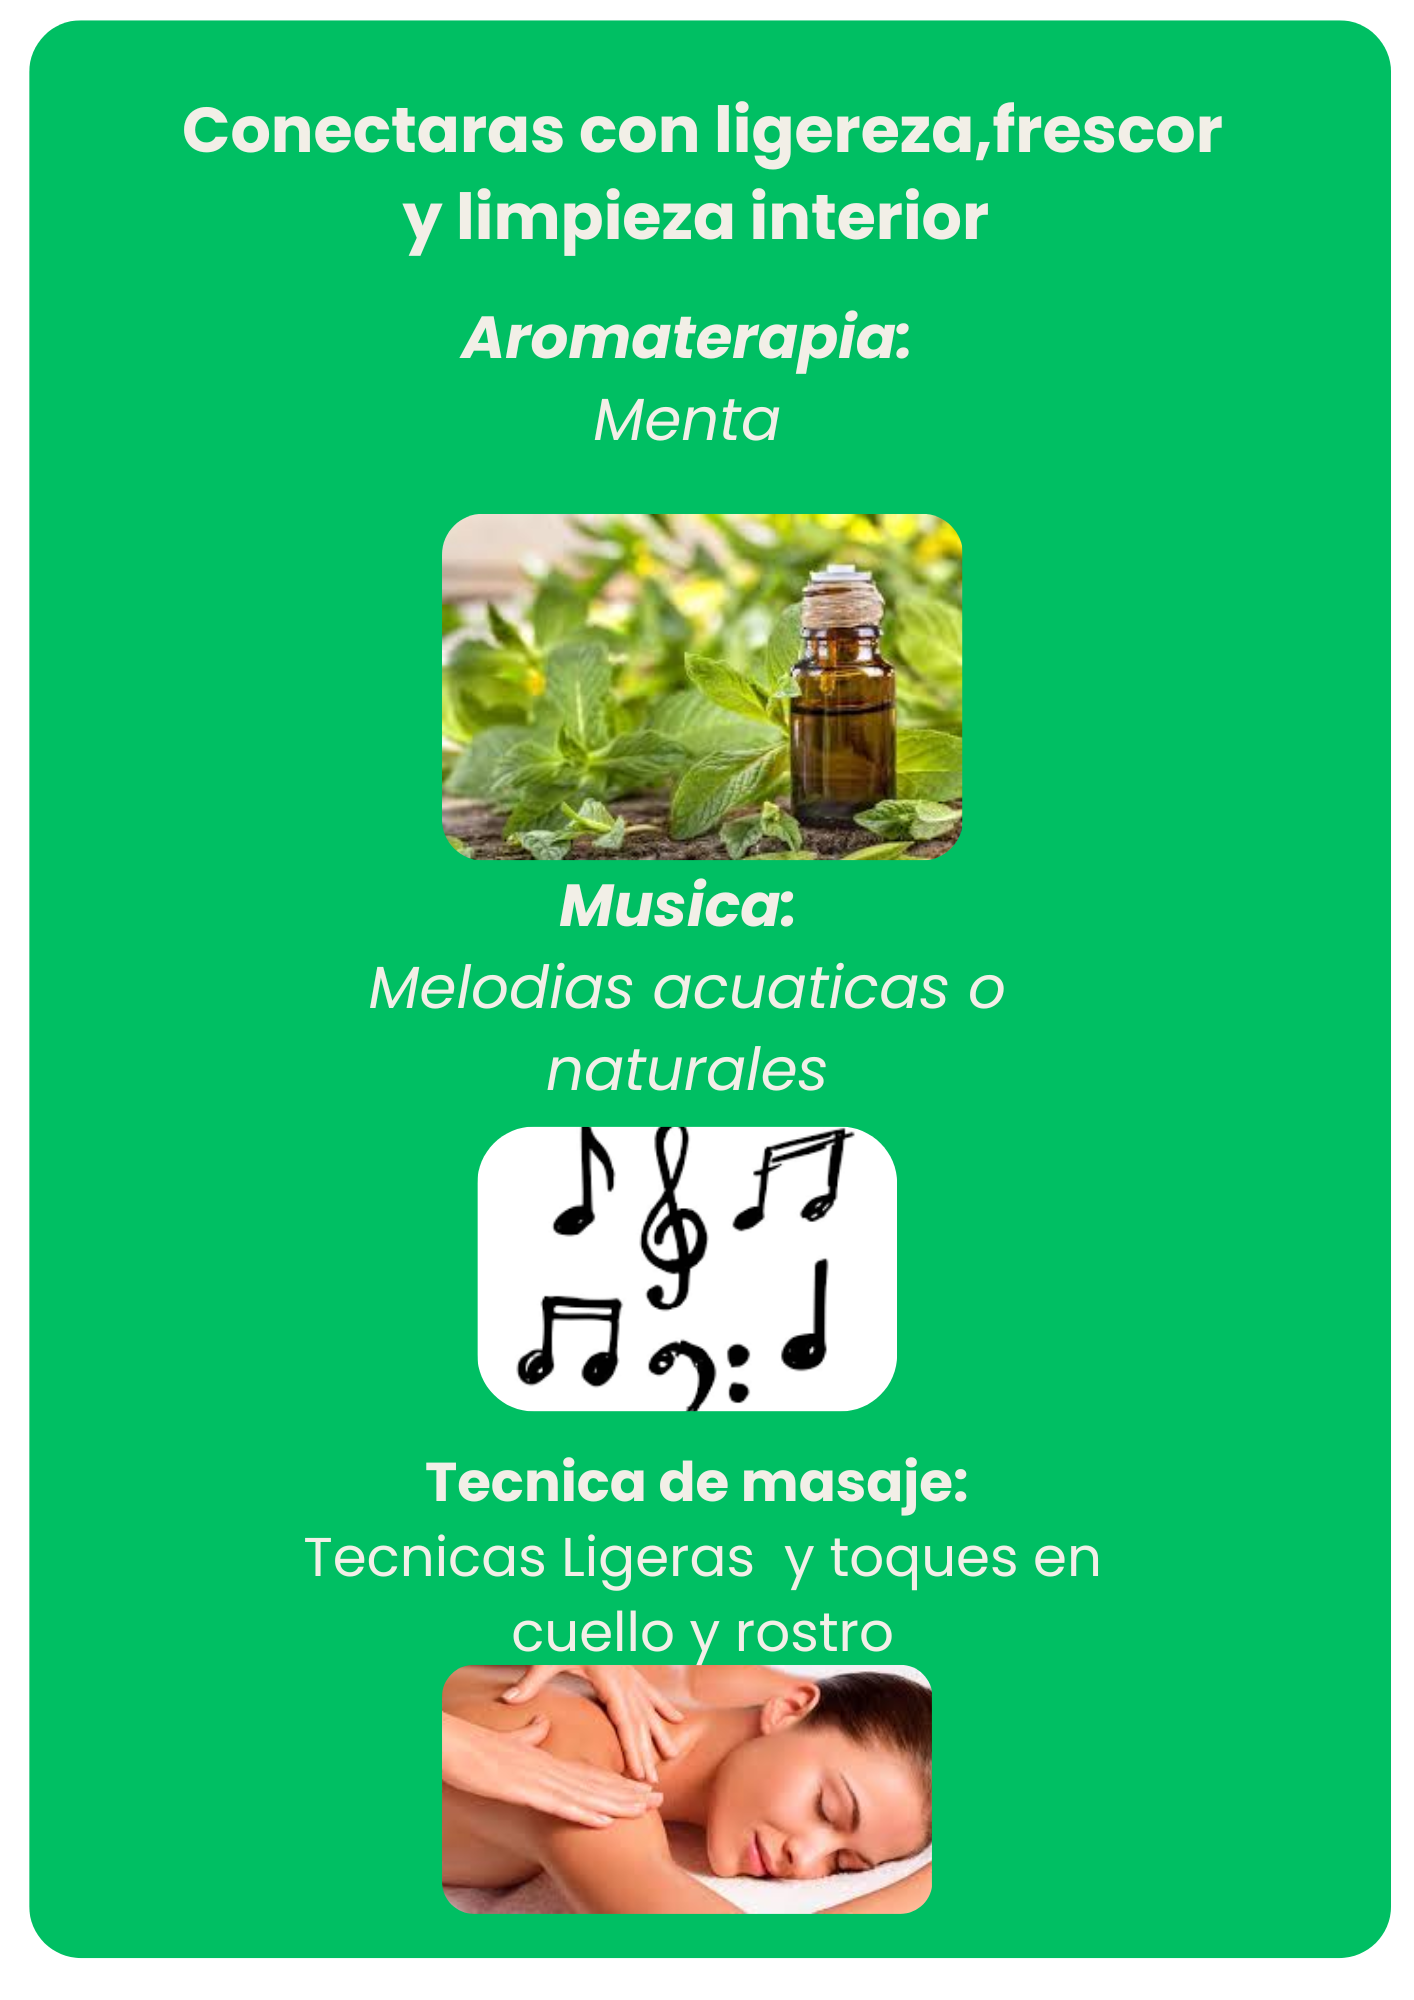 Conectaras con ligereza,frescor
y limpieza interior
Aromaterapia:
Menta
Musica:
Melodias acuaticas o
naturales
Tecnica de masaje:
Tecnicas Ligeras  y toques en
cuello y rostro